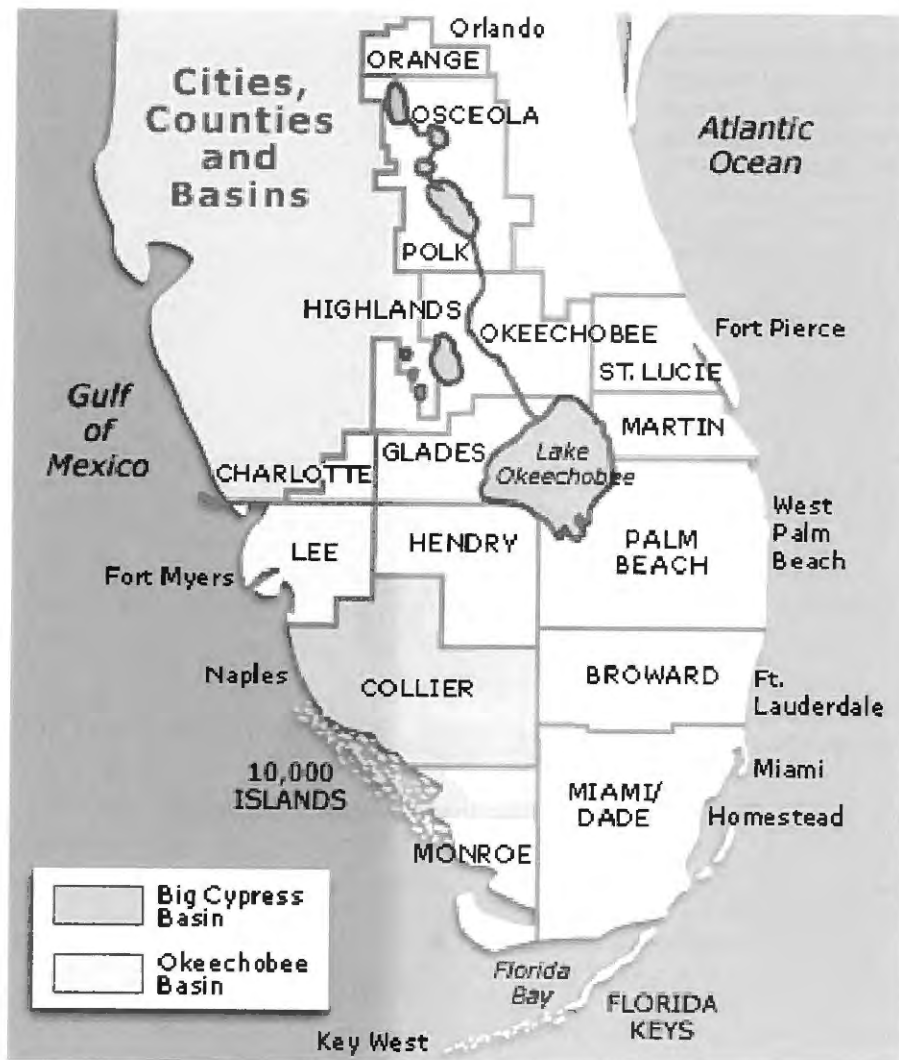 Orlando
ORANGE
Cities,
Counties
and
Basins
OSCEOLA
Atlantic
Ocean
POLK
HIGHLANDS
OKEECHOBEE
Fort Pierce
ST. LUCIE
Gulf
of
Mexico
MARTIN
GLADES
Lake
Okeechobee
CHARLOTTE
West
Palm
Beach
LEE
HENDRY
PALM
BEACH
Fort Myers
Naples
COLLIER
BROWARD
Ft.
Lauderdale
10,000
ISLANDS
Miami
MIAMI/
DADE
Homestead
MONROE
Big Cypress
Basin
Okeechobee
Basin
Florida
Bay
FLORIDA
KEYS
Key West